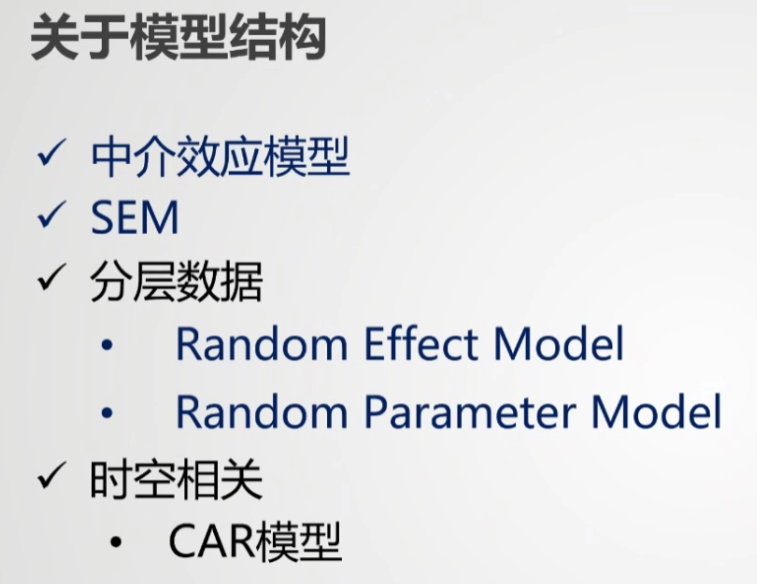 关于模型结构
✓ 中介效应模型
✓ SEM
✓ 分层数据
• Random Effect Model
• Random Parameter Model
✓ 时空相关
• CAR模型